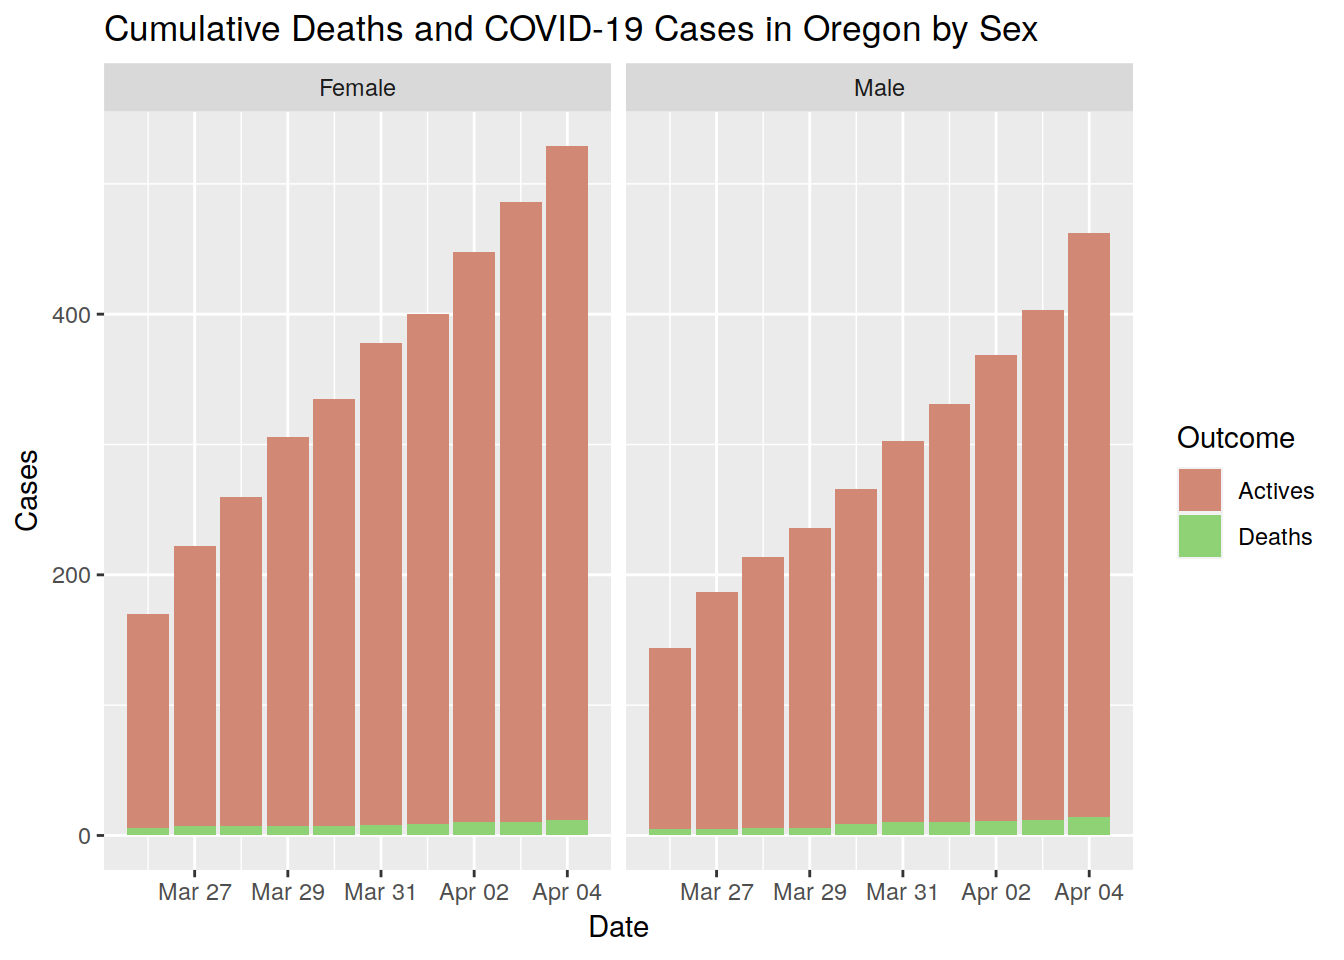 Cumulative Deaths and COVID-19 Cases in Oregon by Sex
Female
Male
Cases
400
200
0
Mar 27 Mar 29 Mar 31 Apr 02 Apr 04
Mar 27 Mar 29 Mar 31 Apr 02 Apr 04
Date
Outcome
Actives
Deaths